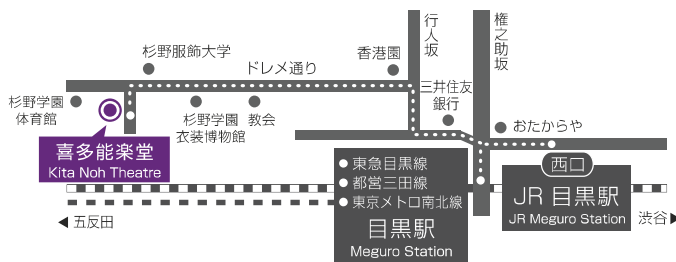 行人坂
権之助坂
杉野服飾大学
ドレメ通り
香港園
三井住友
銀行
杉野学園
体育館
杉野学園
衣装博物館
教会
おたからや
喜多能楽堂
Kita Noh Theatre
西口
東急目黒線
都営三田線
東京メトロ南北線
目黒駅
Meguro Station
JR 目黒駅
JR Meguro Station
五反田
渋谷